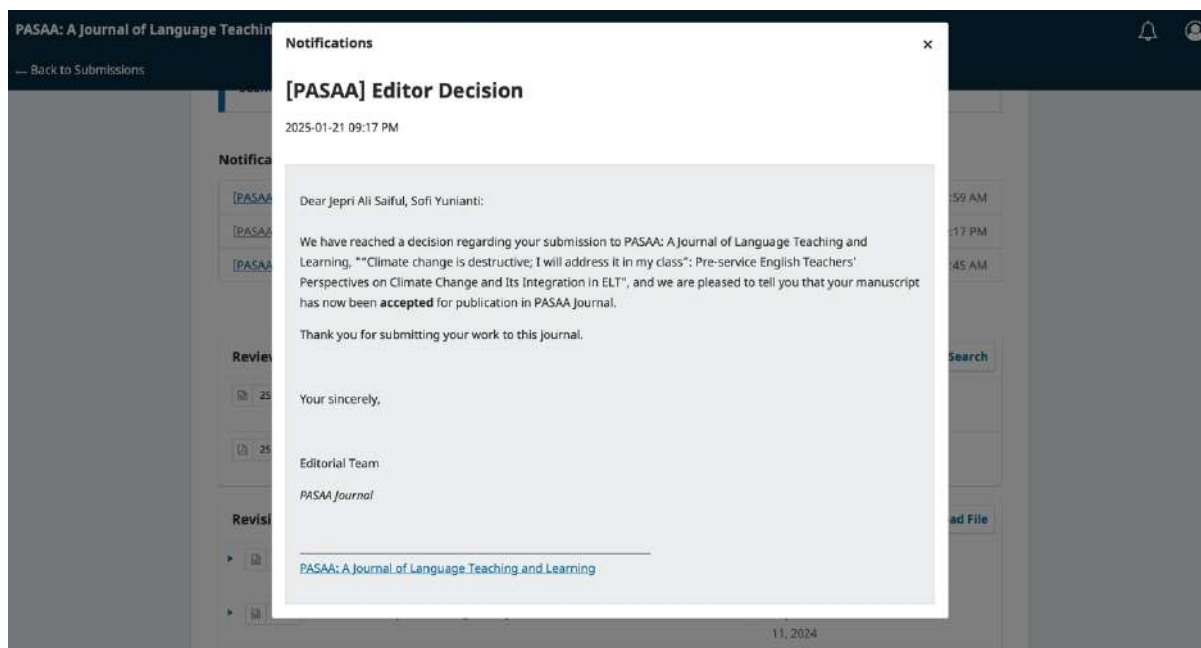 PASAA: A Journal of Language Teachin
← Back to Submissions
Notifications
×
[PASAA] Editor Decision
2025-01-21 09:17 PM
Notifica
[PASAA
:59 AM
[PASAA
:17 PM
[PASAA
:45 AM
Dear Jepri Ali Saiful, Sofi Yunianti:
We have reached a decision regarding your submission to PASAA: A Journal of Language Teaching and
Learning, ""Climate change is destructive; I will address it in my class": Pre-service English Teachers'
Perspectives on Climate Change and Its Integration in ELT", and we are pleased to tell you that your manuscript
has now been accepted for publication in PASAA Journal.
Thank you for submitting your work to this journal.
Review
Search
25
Your sincerely,
25
Editorial Team
PASAA Journal
Revisi
ad File
PASAA: A Journal of Language Teaching and Learning
11, 2024